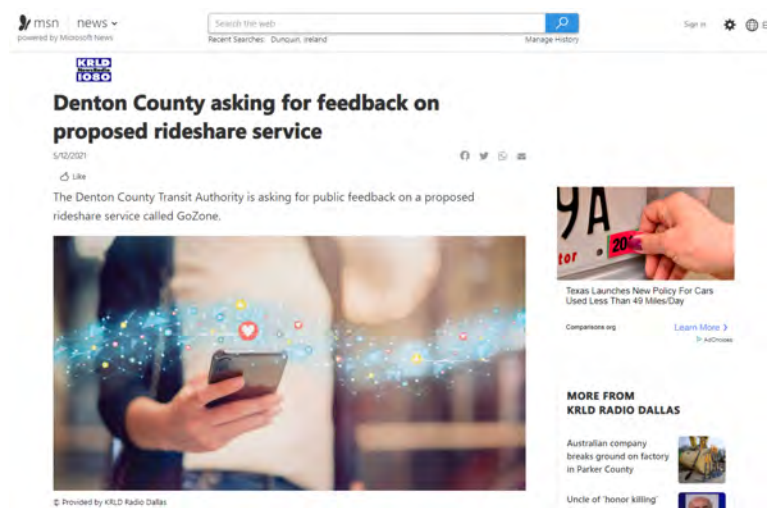 msn news
powered by Microsoft News
Search the web
Recent Searches: Dunquin, Ireland
Manage History
Sign in
KRLD
NewsRadio
1080
Denton County asking for feedback on
proposed rideshare service
5/12/2021
Like
The Denton County Transit Authority is asking for public feedback on a proposed
rideshare service called GoZone.
© Provided by KRLD Radio Dallas
9A
tor
Texas Launches New Policy For Cars
Used Less Than 49 Miles/Day
Comparisons.org
Learn More
AdChoices
MORE FROM
KRLD RADIO DALLAS
Australian company
breaks ground on factory
in Parker County
Uncle of 'honor killing'